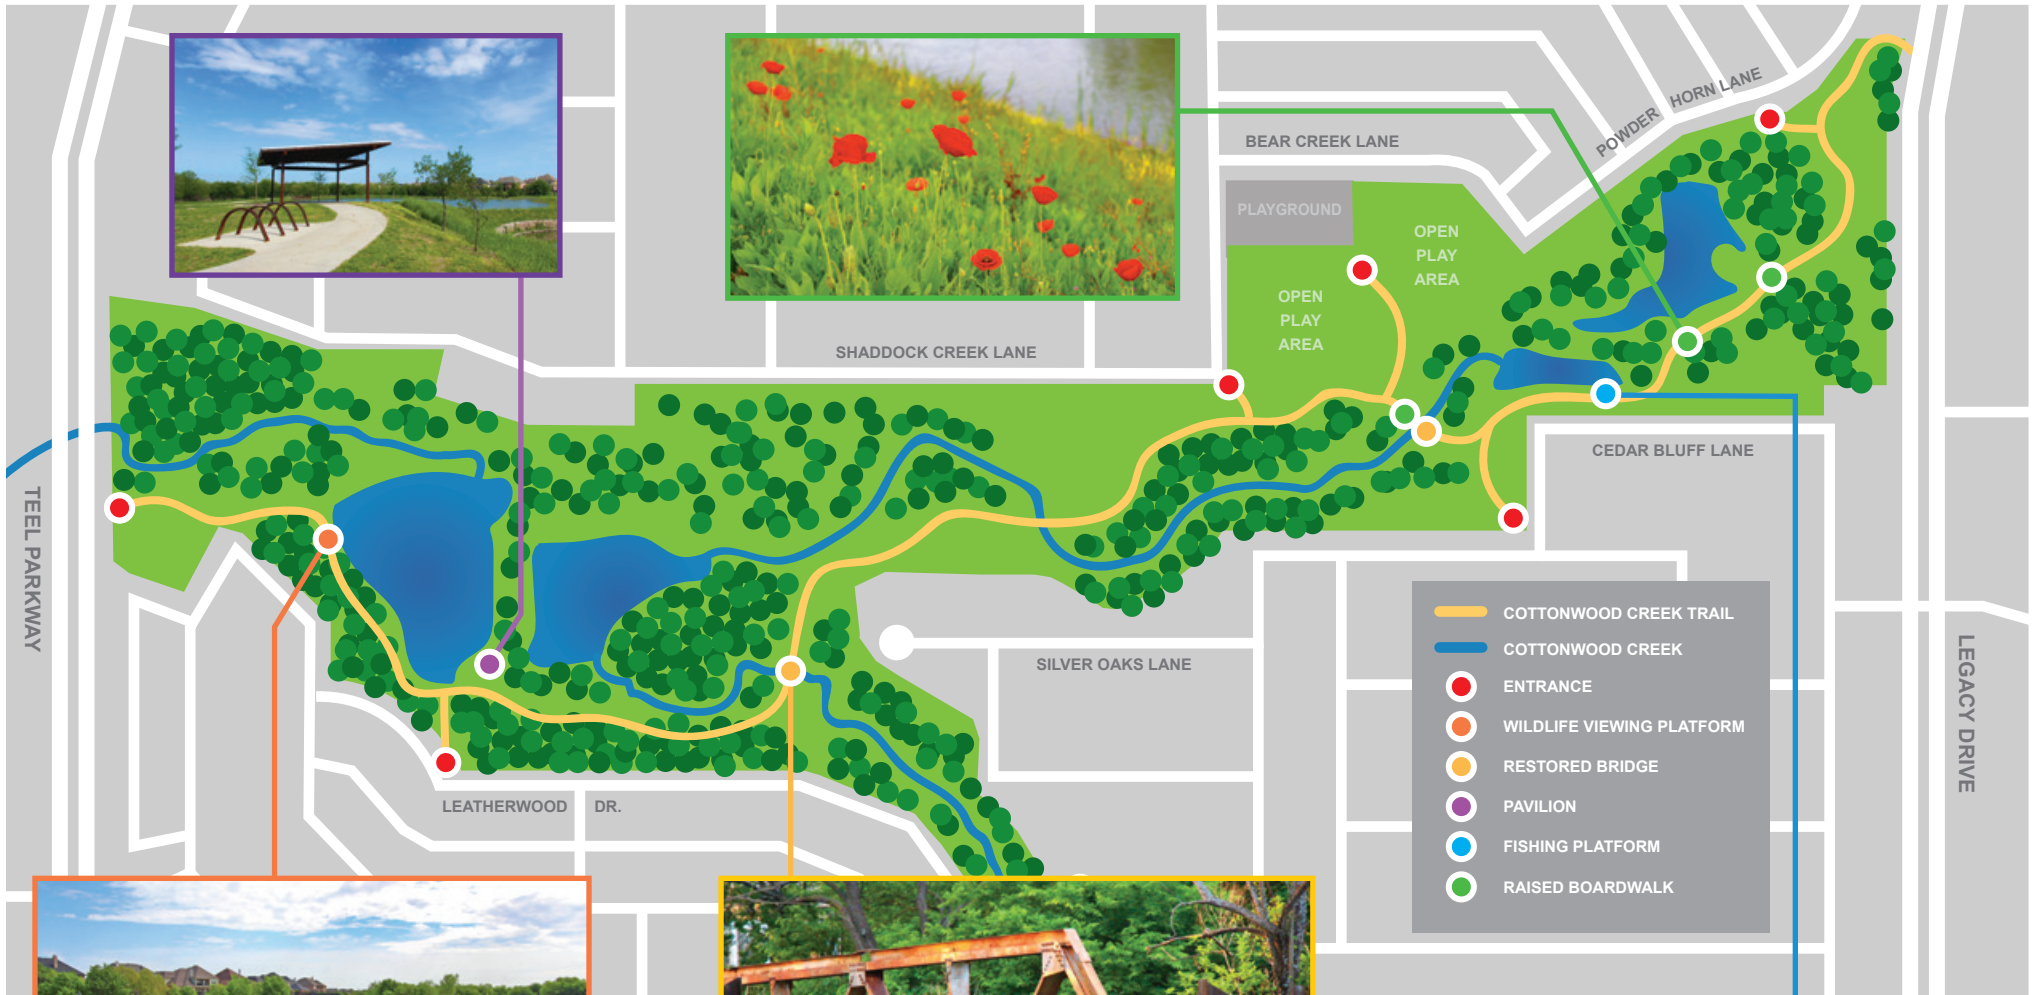 POWDER HORN LANE
BEAR CREEK LANE
PLAYGROUND
OPEN
PLAY
AREA
OPEN
PLAY
AREA
SHADDOCK CREEK LANE
CEDAR BLUFF LANE
TEEL PARKWAY
SILVER OAKS LANE
LEGACY DRIVE
LEATHERWOOD DR.
COTTONWOOD CREEK TRAIL
COTTONWOOD CREEK
ENTRANCE
WILDLIFE VIEWING PLATFORM
RESTORED BRIDGE
PAVILION
FISHING PLATFORM
RAISED BOARDWALK